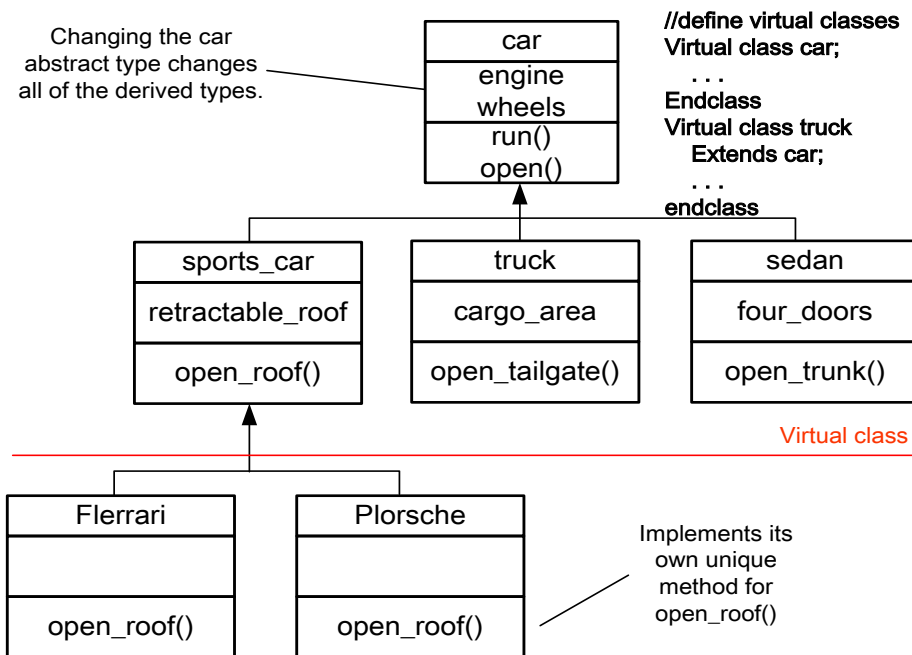 Changing the car
abstract type changes
all of the derived types.
car
engine
wheels
run()
open()
//define virtual classes
Virtual class car;
. . .
Endclass
Virtual class truck
Extends car;
. . .
endclass
sports_car
retractable_roof
open_roof()
truck
cargo_area
open_tailgate()
sedan
four_doors
open_trunk()
Virtual class
Flerrari
open_roof()
Plorsche
open_roof()
Implements its
own unique
method for
open_roof()